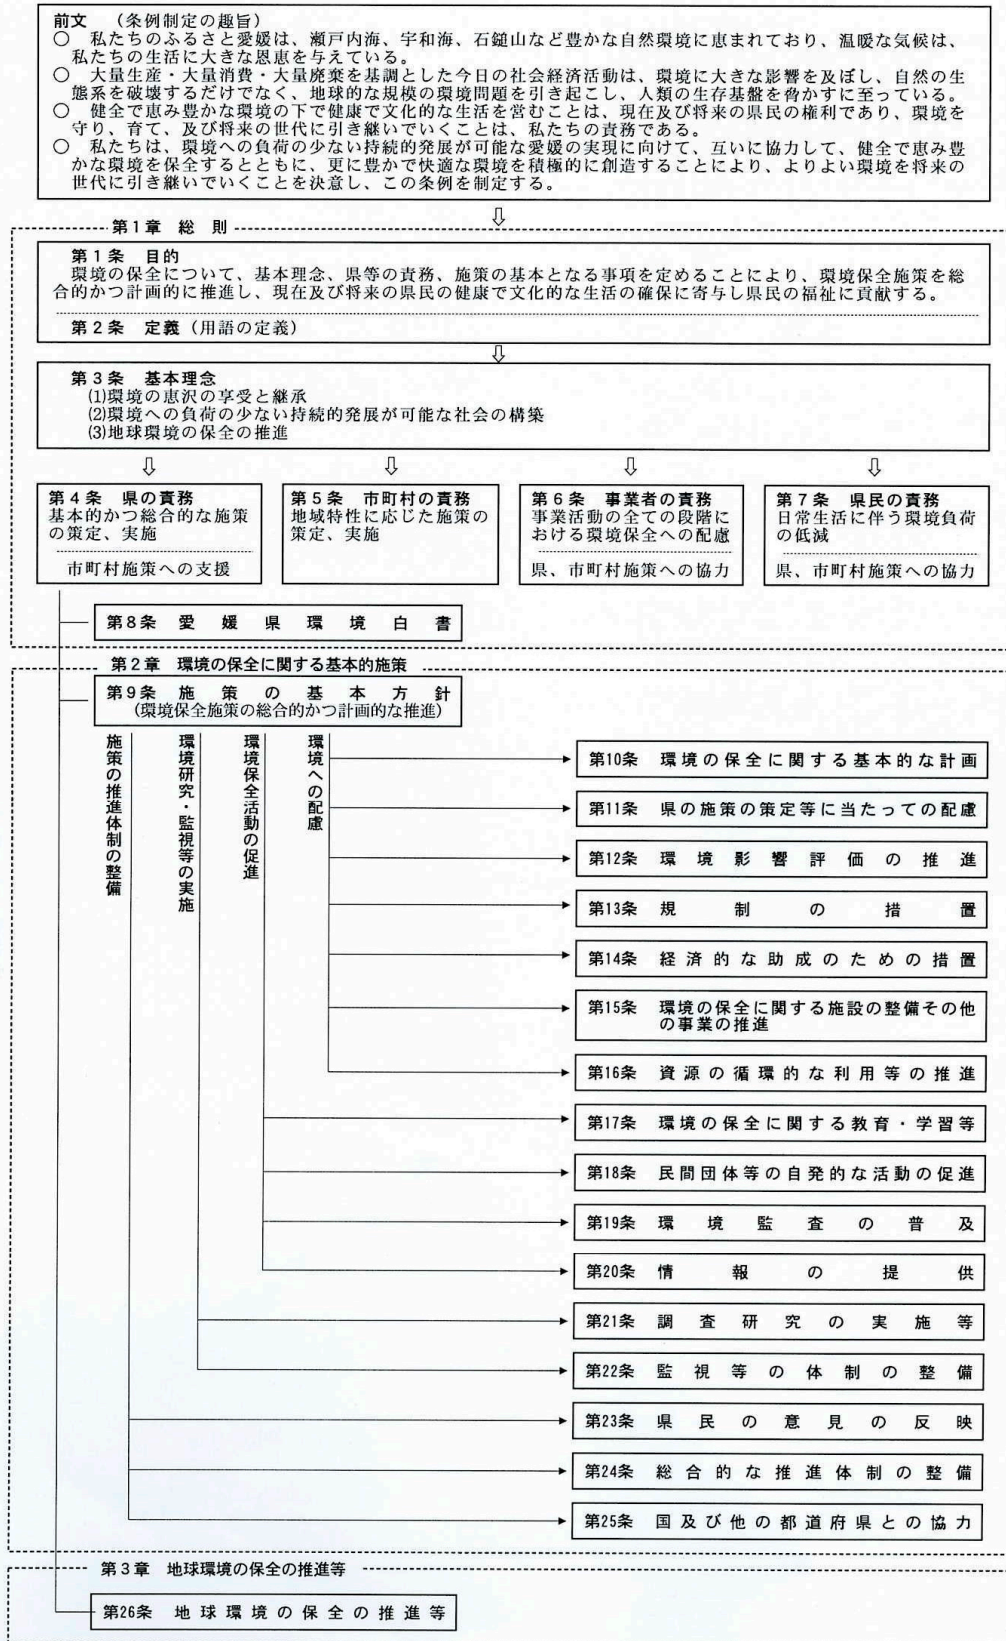 前文 （条例制定の趣旨）
○ 私たちのふるさと愛媛は、瀬戸内海、宇和海、石鎚山など豊かな自然環境に恵まれており、温暖な気候は、
私たちの生活に大きな恩恵を与えている。
○ 大量生産・大量消費・大量廃棄を基調とした今日の社会経済活動は、環境に大きな影響を及ぼし、自然の生
態系を破壊するだけでなく、地球的な規模の環境問題を引き起こし、人類の生存基盤を脅かすに至っている。
○ 健全で恵み豊かな環境の下で健康で文化的な生活を営むことは、現在及び将来の県民の権利であり、環境を
守り、育て、及び将来の世代に引き継いでいくことは、私たちの責務である。
○ 私たちは、環境への負荷の少ない持続的発展が可能な愛媛の実現に向けて、互いに協力して、健全で恵み豊
かな環境を保全するとともに、更に豊かで快適な環境を積極的に創造することにより、よりよい環境を将来の
世代に引き継いでいくことを決意し、この条例を制定する。
第1章 総則
第1条 目的
環境の保全について、基本理念、県等の責務、施策の基本となる事項を定めることにより、環境保全施策を総
合的かつ計画的に推進し、現在及び将来の県民の健康で文化的な生活の確保に寄与し県民の福祉に貢献する。
第2条 定義（用語の定義）
第3条 基本理念
(1)環境の恵沢の享受と継承
(2)環境への負荷の少ない持続的発展が可能な社会の構築
(3)地球環境の保全の推進
第4条 県の責務
基本的かつ総合的な施策
の策定、実施
市町村施策への支援
第5条 市町村の責務
地域特性に応じた施策の
策定、実施
第6条 事業者の責務
事業活動の全ての段階に
おける環境保全への配慮
県、市町村施策への協力
第7条 県民の責務
日常生活に伴う環境負荷
の低減
県、市町村施策への協力
第8条 愛媛県環境白書
第2章 環境の保全に関する基本的施策
第9条 施策の基本方針
（環境保全施策の総合的かつ計画的な推進）
施策の推進体制の整備
環境研究・監視等の実施
環境保全活動の促進
環境への配慮
第10条 環境の保全に関する基本的な計画
第11条 県の施策の策定等に当たっての配慮
第12条 環境影響評価の推進
第13条 規制の措置
第14条 経済的な助成のための措置
第15条 環境の保全に関する施設の整備その他
の事業の推進
第16条 資源の循環的な利用等の推進
第17条 環境の保全に関する教育・学習等
第18条 民間団体等の自発的な活動の促進
第19条 環境監査の普及
第20条 情報の提供
第21条 調査研究の実施等
第22条 監視等の体制の整備
第23条 県民の意見の反映
第24条 総合的な推進体制の整備
第25条 国及び他の都道府県との協力
第3章 地球環境の保全の推進等
第26条 地球環境の保全の推進等